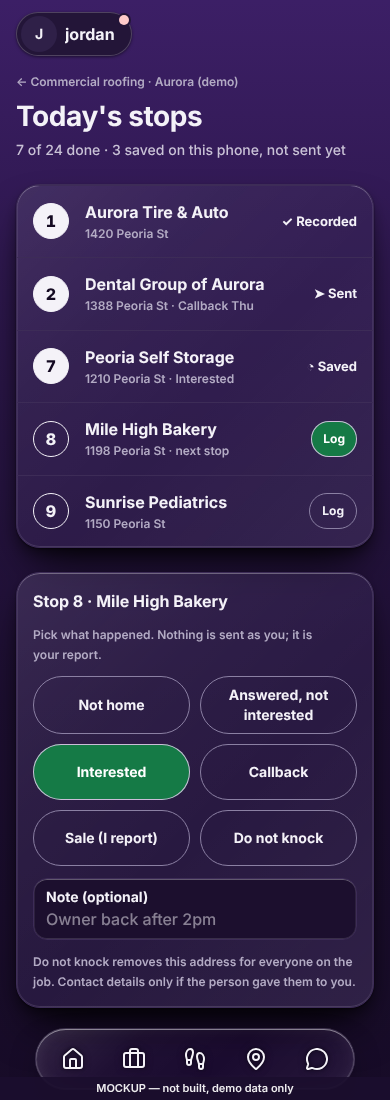 J jordan
← Commercial roofing · Aurora (demo)
Today's stops
7 of 24 done · 3 saved on this phone, not sent yet
1 Aurora Tire & Auto ✓ Recorded
1420 Peoria St
2 Dental Group of Aurora ➤ Sent
1388 Peoria St · Callback Thu
7 Peoria Self Storage Saved
1210 Peoria St · Interested
8 Mile High Bakery Log
1198 Peoria St · next stop
9 Sunrise Pediatrics Log
1150 Peoria St
Stop 8 · Mile High Bakery
Pick what happened. Nothing is sent as you; it is
your report.
Not home
Answered, not
interested
Interested
Callback
Sale (I report)
Do not knock
Note (optional)
Owner back after 2pm
Do not knock removes this address for everyone on the
job. Contact details only if the person gave them to you.
MOCKUP — not built, demo data only